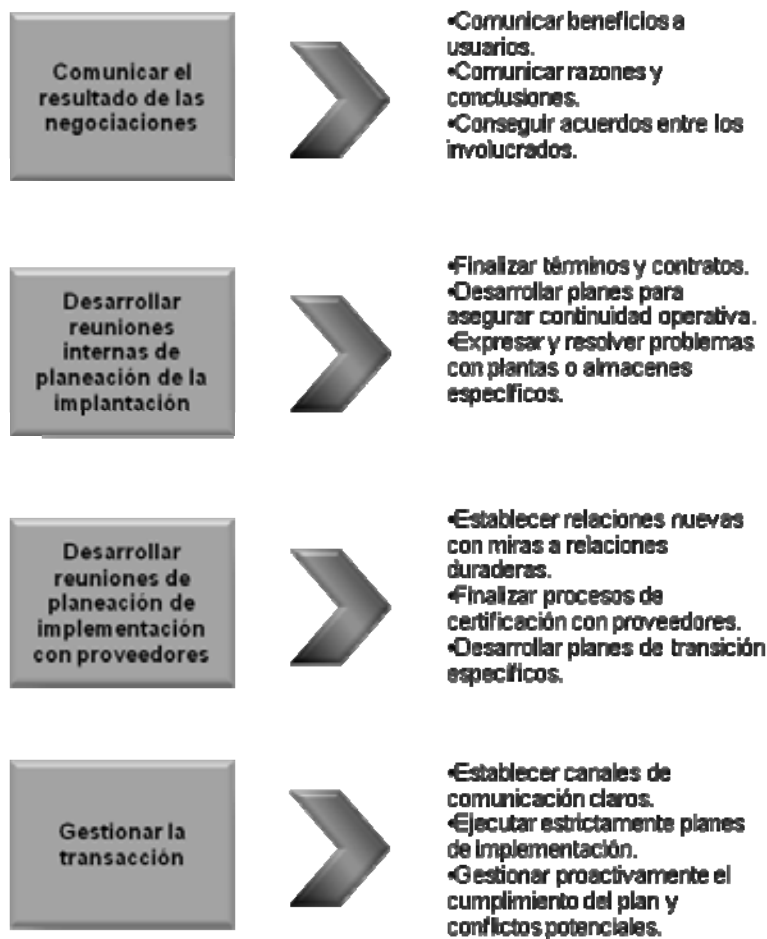 Comunicar el
resultado de las
negociaciones
•Comunicar beneficios a
usuarios.
•Comunicar razones y
conclusiones.
•Conseguir acuerdos entre los
involucrados.
Desarrollar
reuniones
internas de
planeación de la
implantación
•Finalizar términos y contratos.
•Desarrollar planes para
asegurar continuidad operativa.
•Expresar y resolver problemas
con plantas o almacenes
específicos.
Desarrollar
reuniones de
planeación de
implementación
con proveedores
•Establecer relaciones nuevas
con miras a relaciones
duraderas.
•Finalizar procesos de
certificación con proveedores.
•Desarrollar planes de transición
específicos.
Gestionar la
transacción
•Establecer canales de
comunicación claros.
•Ejecutar estrictamente planes
de implementación.
•Gestionar proactivamente el
cumplimiento del plan y
conflictos potenciales.